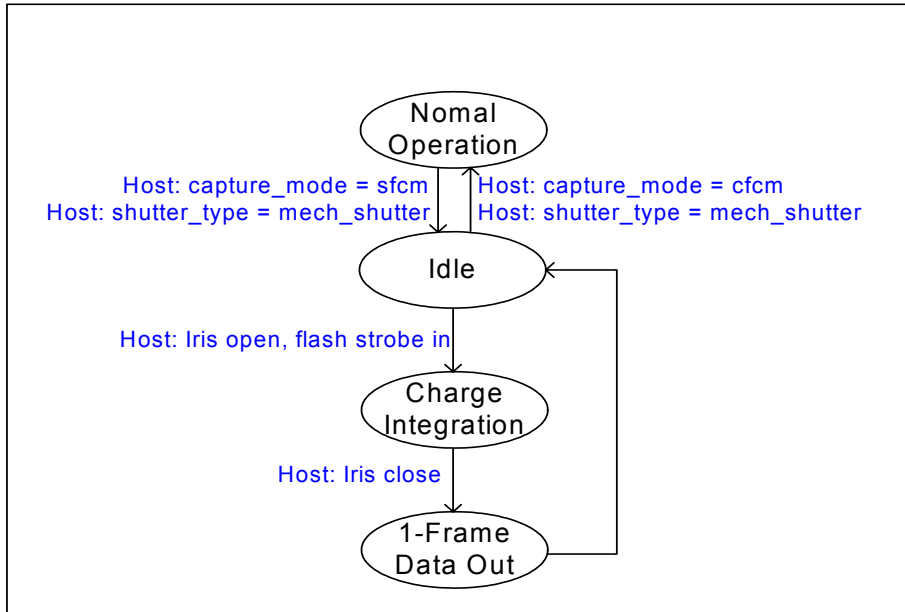 Nomal
Operation
Host: capture_mode = sfcm
Host: shutter_type = mech_shutter
Host: capture_mode = cfcm
Host: shutter_type = mech_shutter
Idle
Host: Iris open, flash strobe in
Charge
Integration
Host: Iris close
1-Frame
Data Out